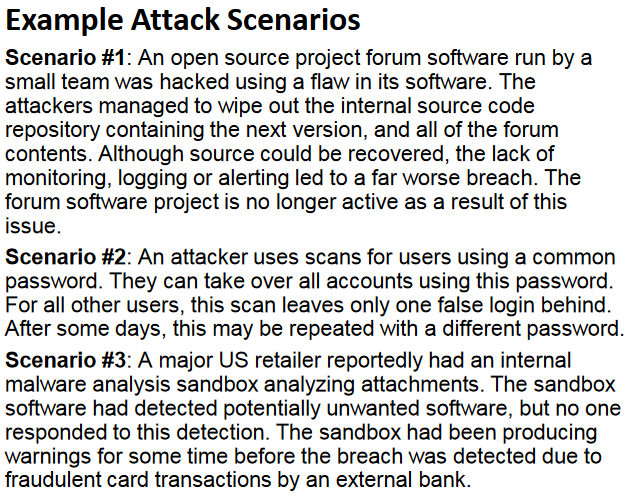 Example Attack Scenarios
Scenario #1: An open source project forum software run by a
small team was hacked using a flaw in its software. The
attackers managed to wipe out the internal source code
repository containing the next version, and all of the forum
contents. Although source could be recovered, the lack of
monitoring, logging or alerting led to a far worse breach. The
forum software project is no longer active as a result of this
issue.
Scenario #2: An attacker uses scans for users using a common
password. They can take over all accounts using this password.
For all other users, this scan leaves only one false login behind.
After some days, this may be repeated with a different password.
Scenario #3: A major US retailer reportedly had an internal
malware analysis sandbox analyzing attachments. The sandbox
software had detected potentially unwanted software, but no one
responded to this detection. The sandbox had been producing
warnings for some time before the breach was detected due to
fraudulent card transactions by an external bank.